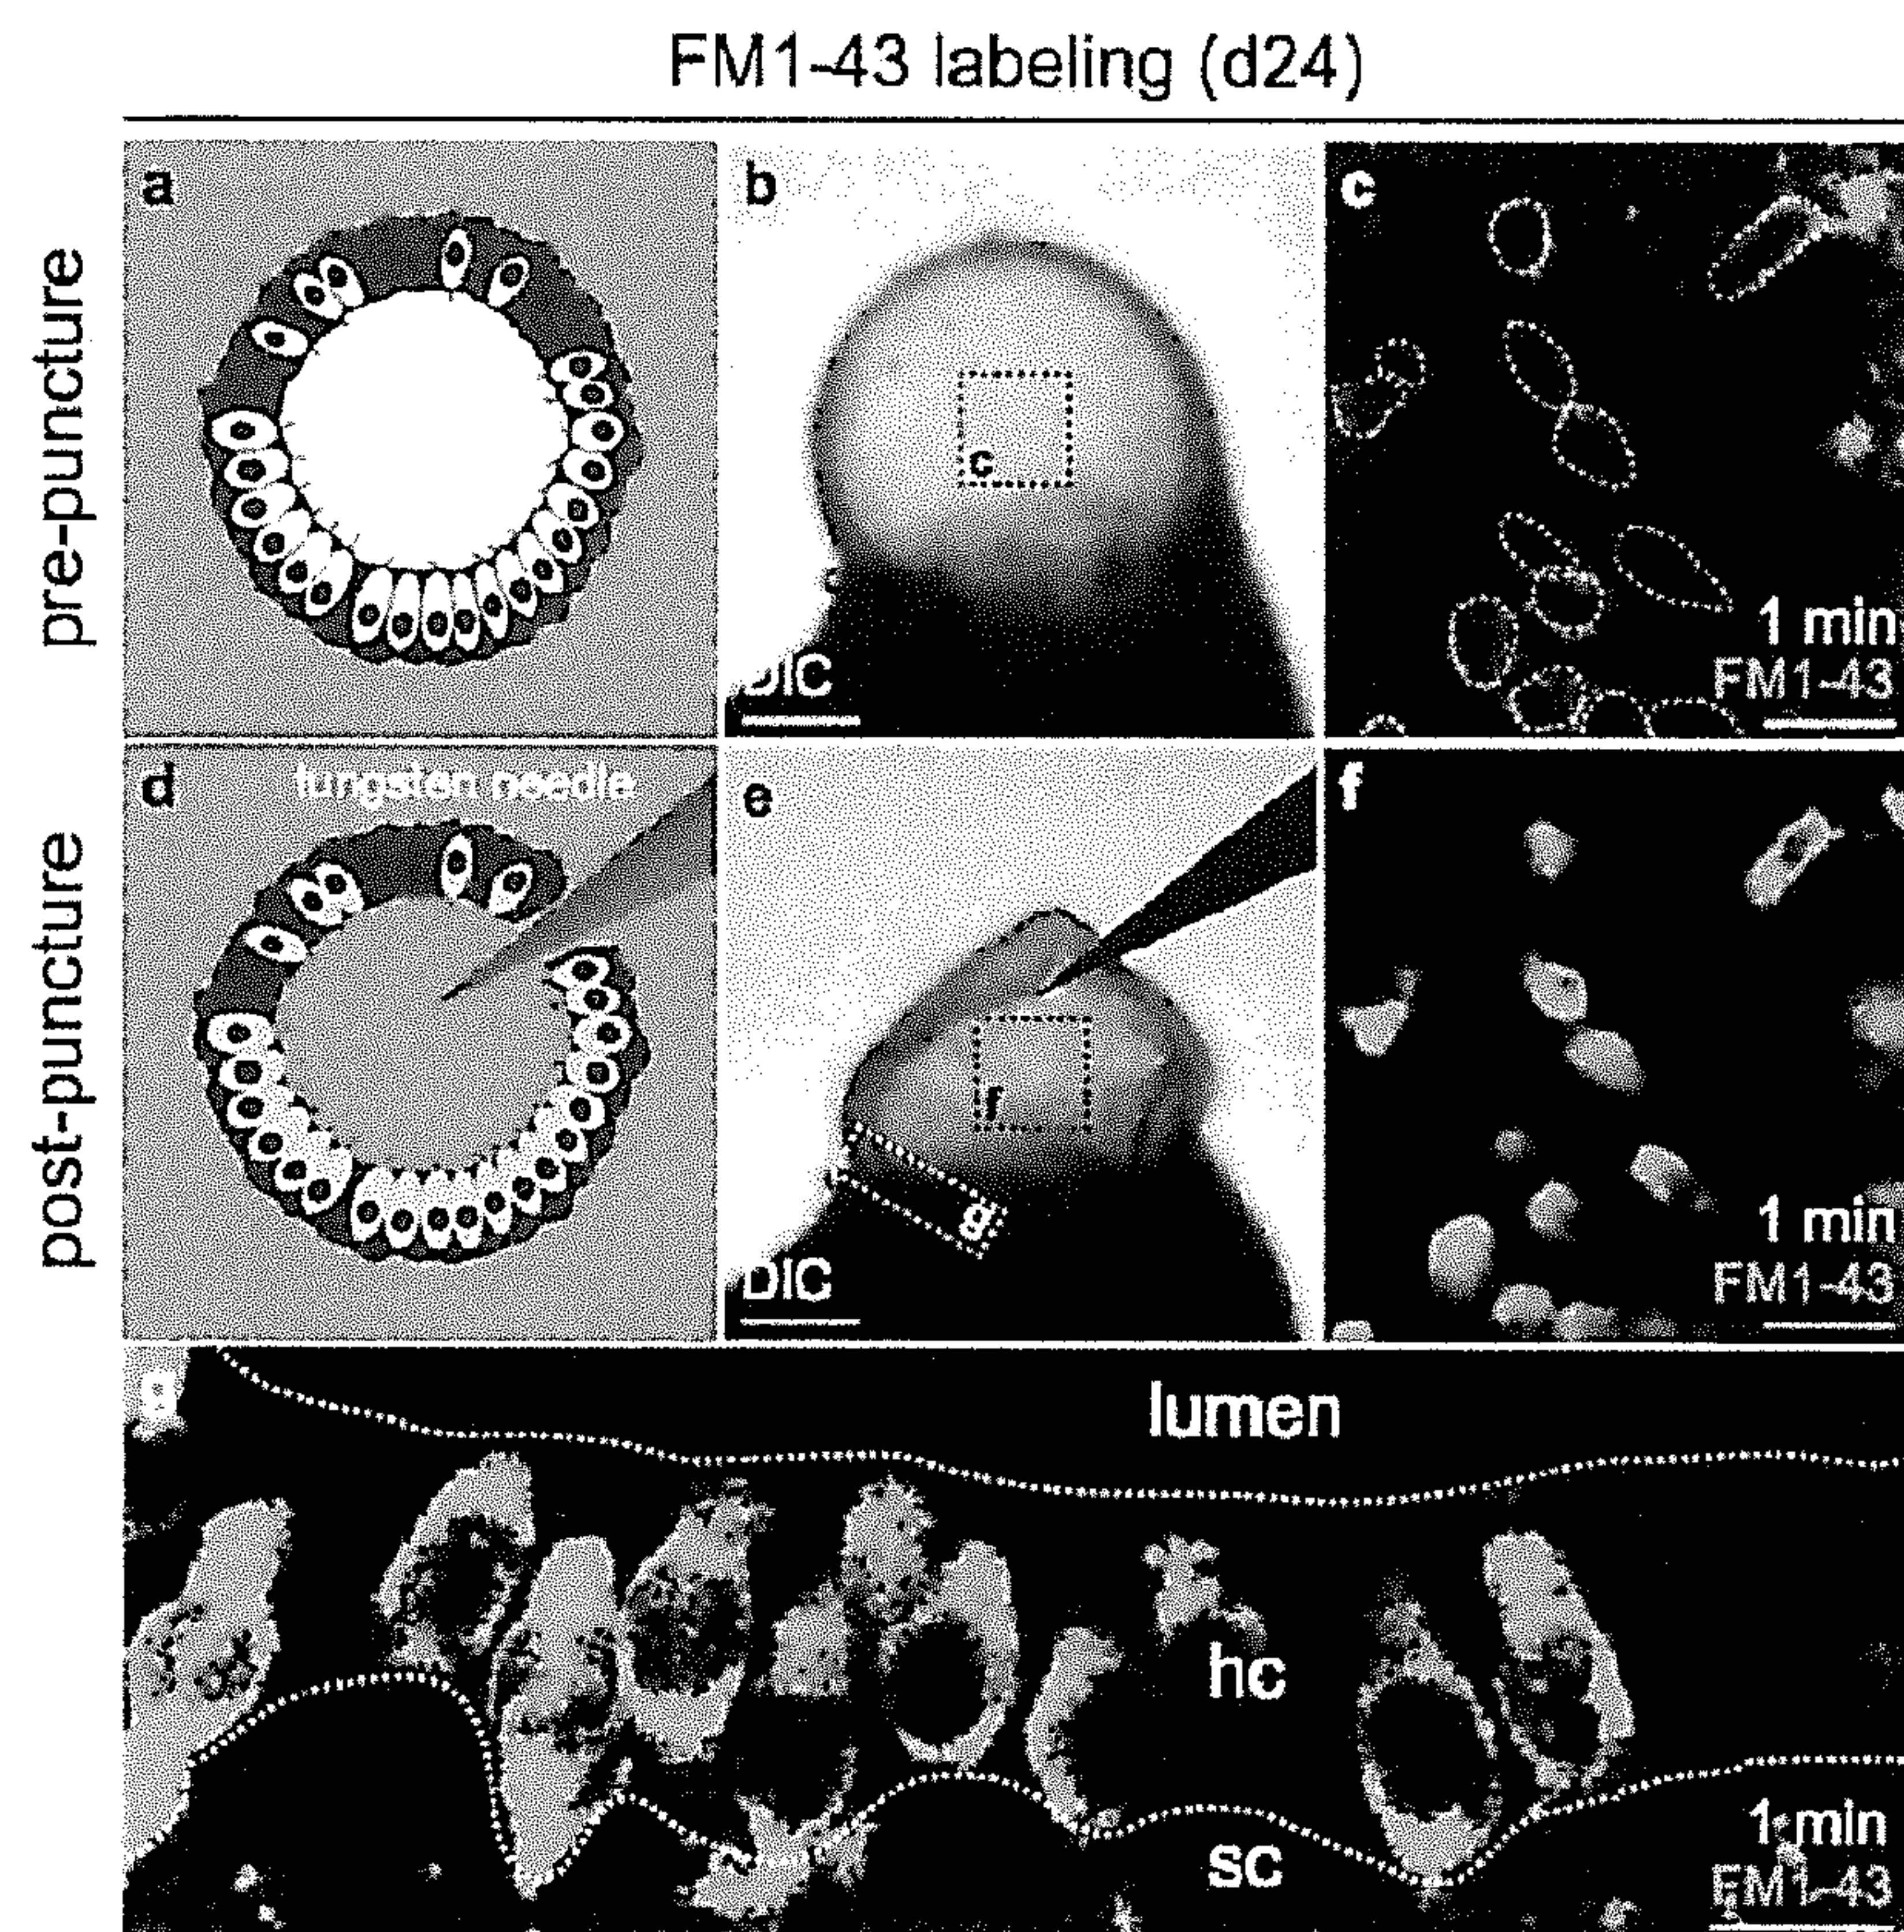 FM1-43 labeling (d24)
pre-puncture
a
b
c
DIC
c
1 min
FM1-43
post-puncture
d
tungsten needle
e
f
g
DIC
f
1 min
FM1-43
g
lumen
hc
sc
1 min
FM1-43